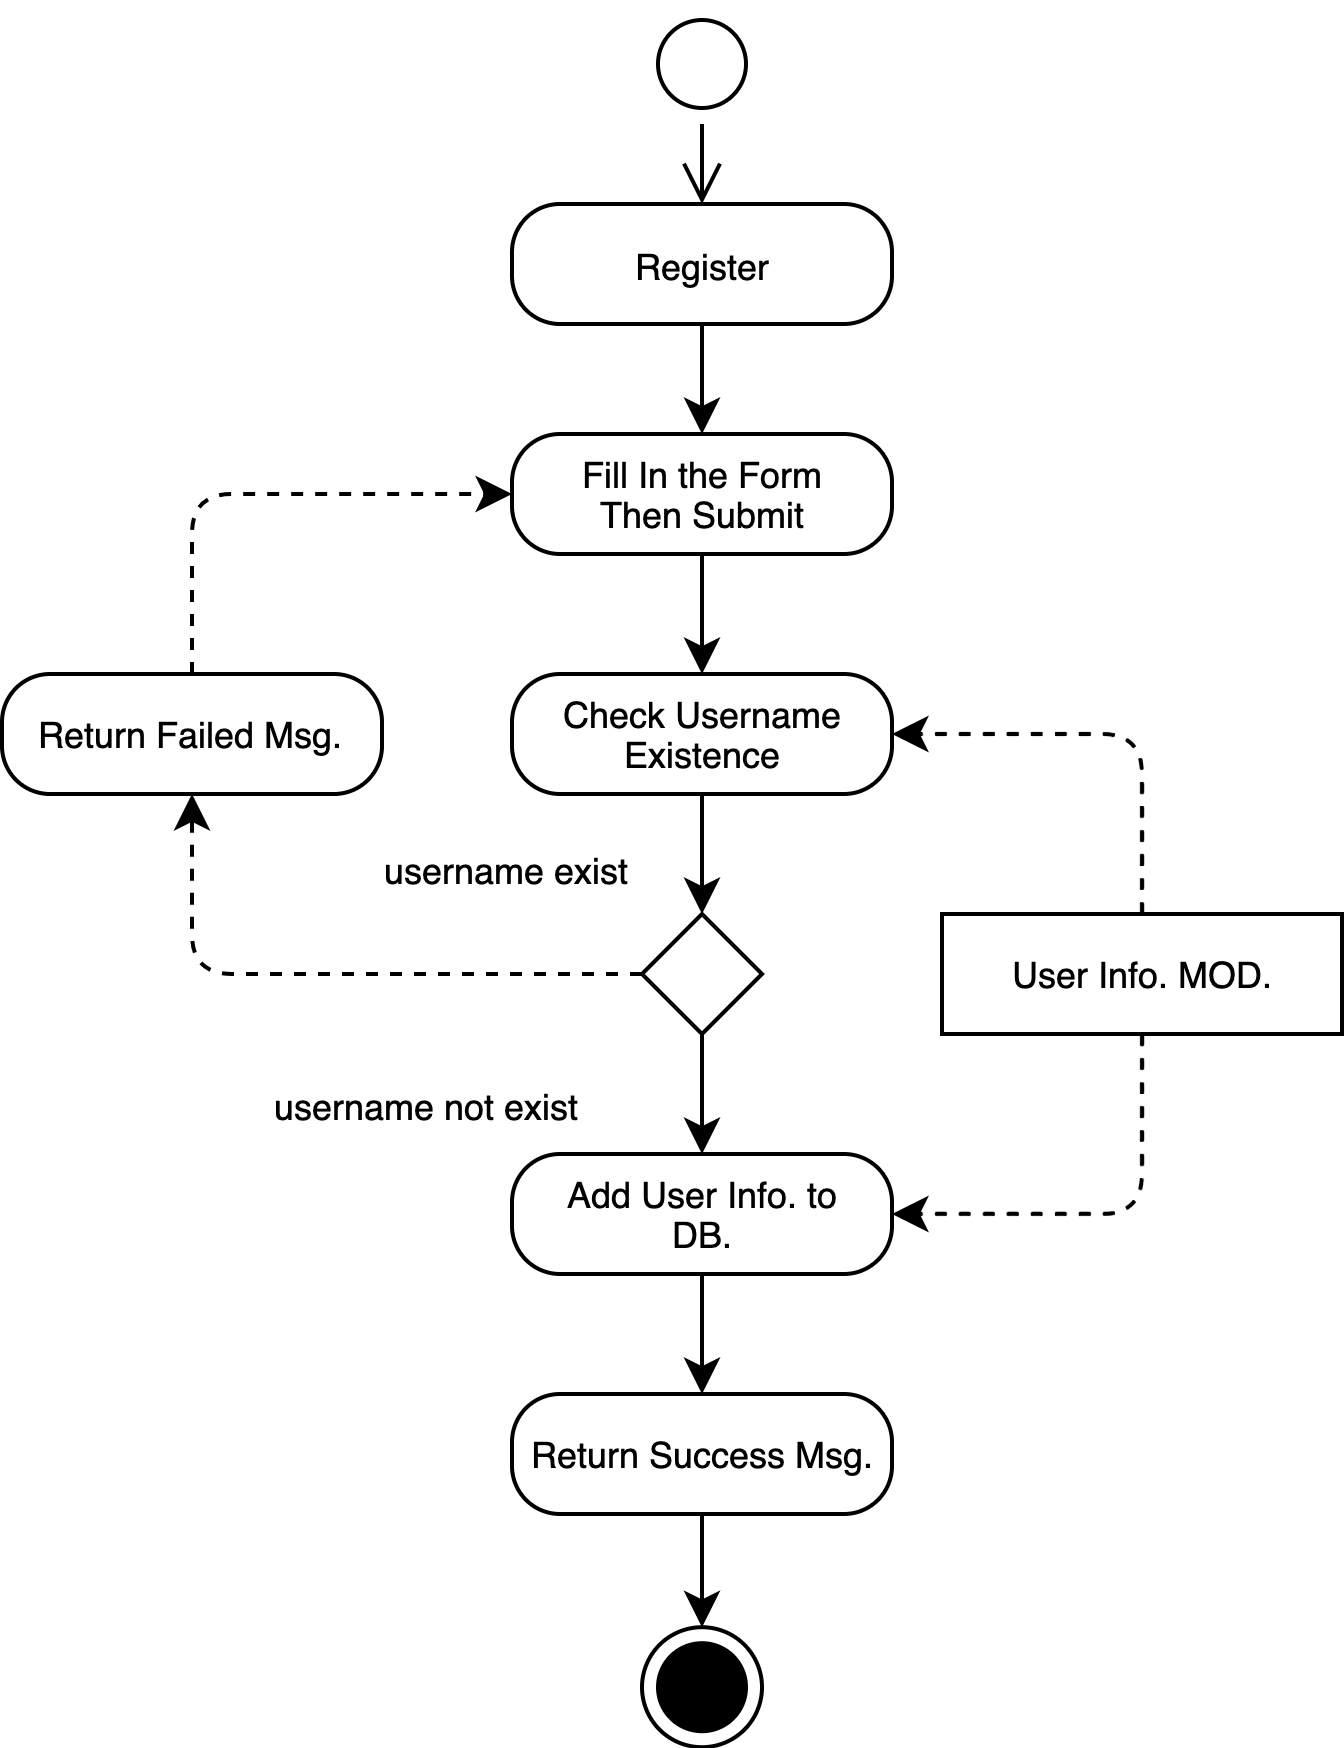 Register
Fill In the Form
Then Submit
Check Username
Existence
Return Failed Msg.
username exist
User Info. MOD.
username not exist
Add User Info. to
DB.
Return Success Msg.